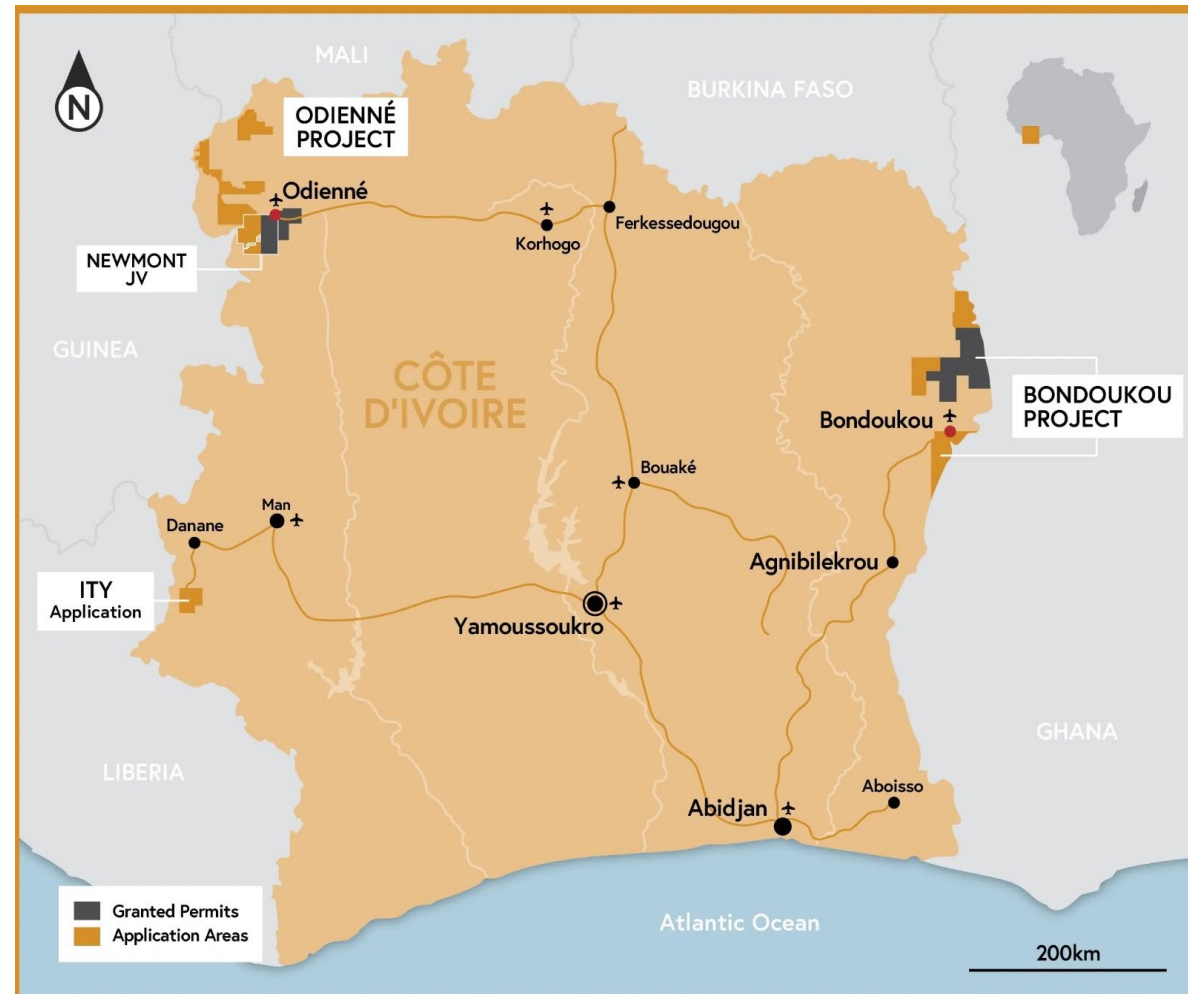 MALI
BURKINA FASO
N
ODIENNÉ
PROJECT
Odienné
Korhogo
Ferkessedougou
NEWMONT
JV
GUINEA
CÔTE
D'IVOIRE
BONDOUKOU
PROJECT
Bondoukou
Bouaké
Man
Danane
Agnibilekrou
ITY
Application
Yamoussoukro
GHANA
LIBERIA
Aboisso
Abidjan
Granted Permits
Application Areas
Atlantic Ocean
200km